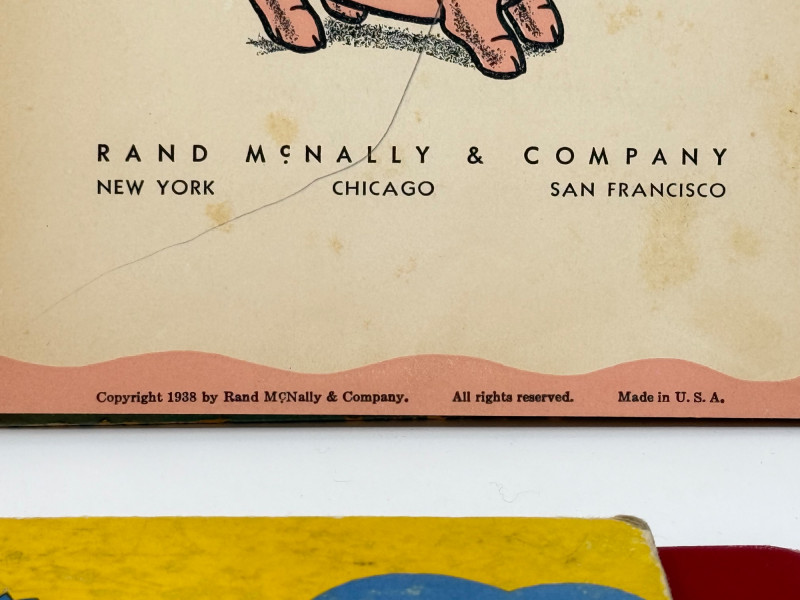 RAND McNALLY & COMPANY
NEW YORK CHICAGO SAN FRANCISCO
Copyright 1938 by Rand McNally & Company. All rights reserved. Made in U. S. A.